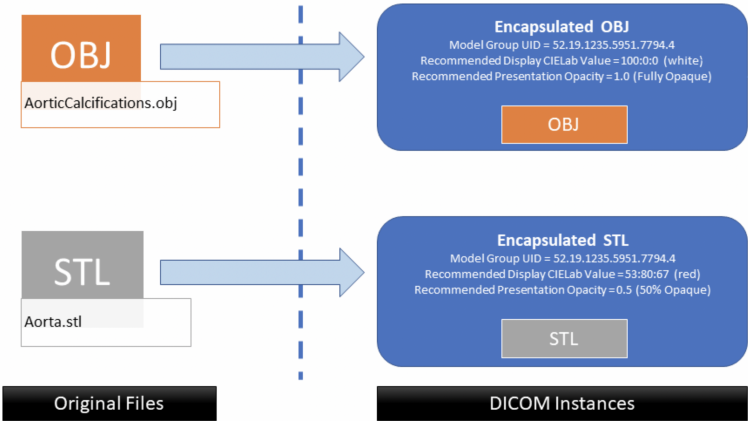 OBJ
AorticCalcifications.obj
Encapsulated OBJ
Model Group UID = 52.19.1235.5951.7794.4
Recommended Display CIELab Value = 100:0:0 (white)
Recommended Presentation Opacity = 1.0 (Fully Opaque)
OBJ
STL
Aorta.stl
Encapsulated STL
Model Group UID = 52.19.1235.5951.7794.4
Recommended Display CIELab Value = 53:80:67 (red)
Recommended Presentation Opacity = 0.5 (50% Opaque)
STL
Original Files
DICOM Instances